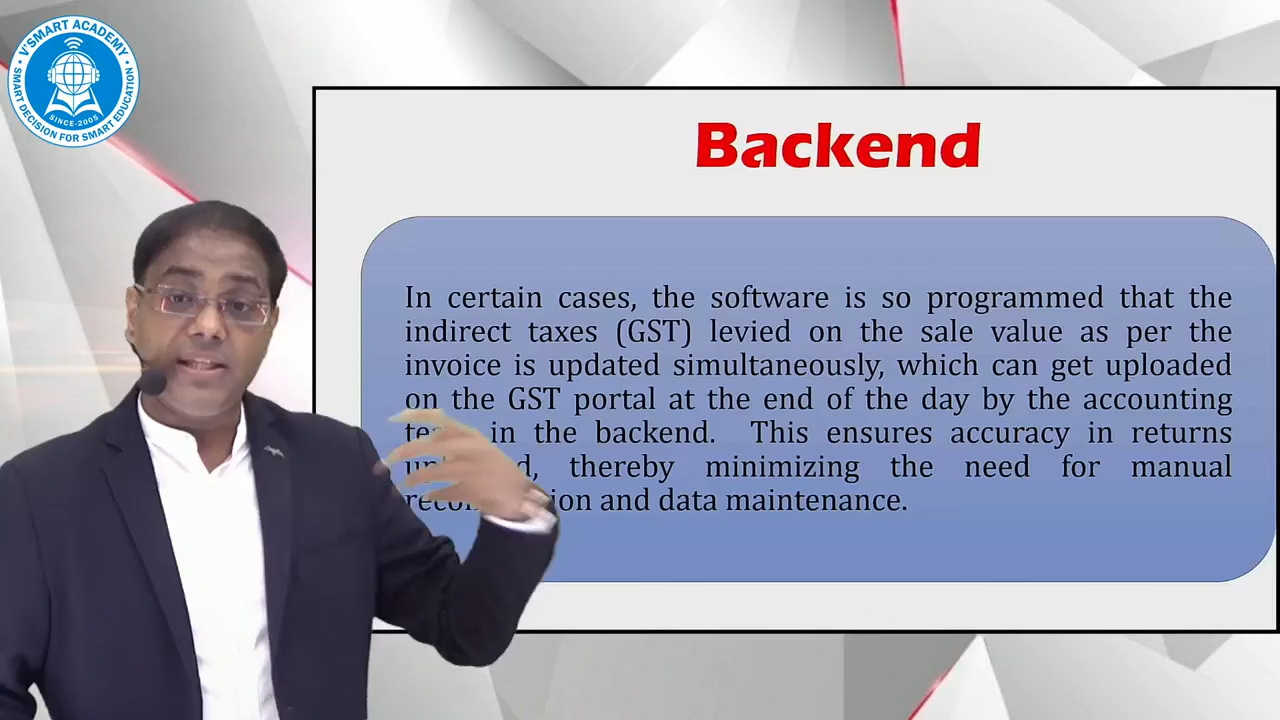 V'SMART ACADEMY
SMART DECISION FOR SMART EDUCATION
SINCE-2005
Backend
In certain cases, the software is so programmed that the
indirect taxes (GST) levied on the sale value as per the
invoice is updated simultaneously, which can get uploaded
on the GST portal at the end of the day by the accounting
in the backend. This ensures accuracy in returns
thereby minimizing the need for manual
and data maintenance.